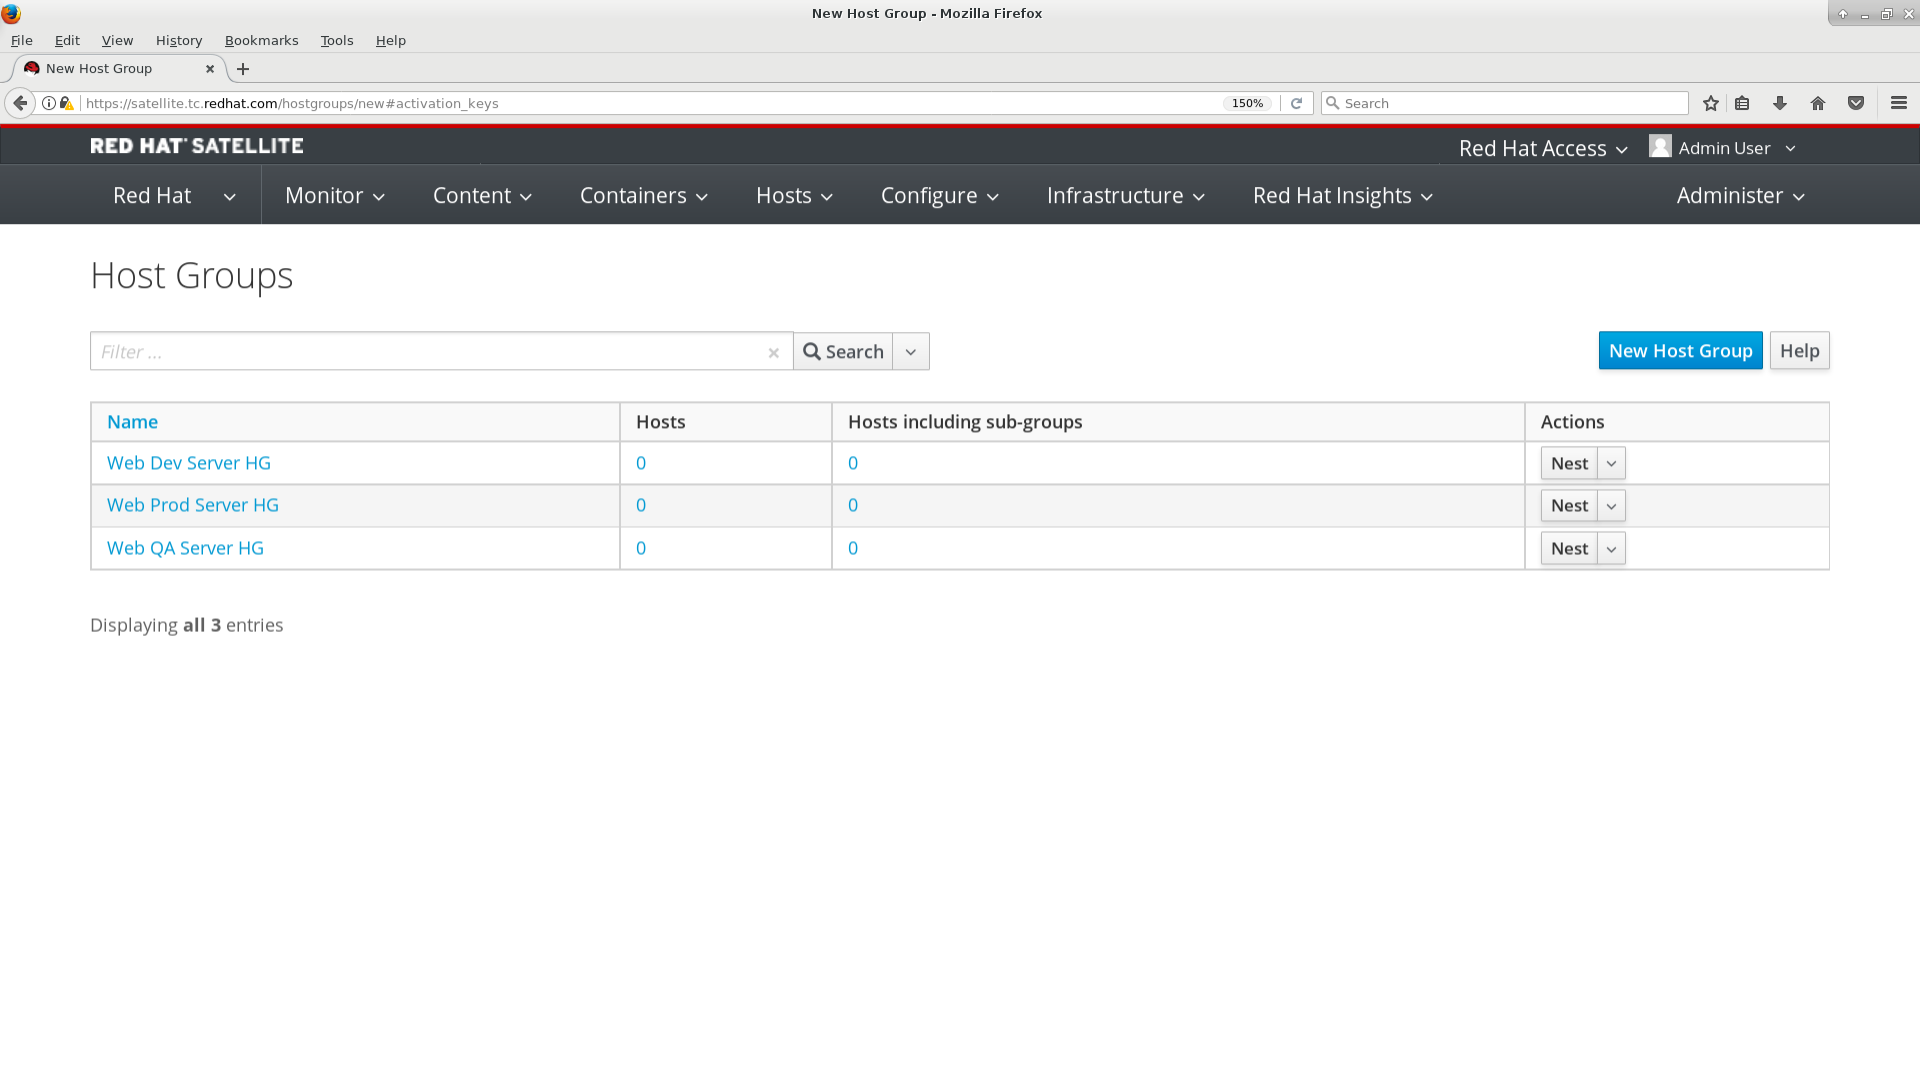 New Host Group - Mozilla Firefox
File Edit View History Bookmarks Tools Help
New Host Group
https://satellite.tc.redhat.com/hostgroups/new#activation_keys 150% Search
RED HAT SATELLITE Red Hat Access Admin User
Red Hat Monitor Content Containers Hosts Configure Infrastructure Red Hat Insights Administer
Host Groups
Filter ... Search New Host Group Help
Name Hosts Hosts including sub-groups Actions
Web Dev Server HG 0 0 Nest
Web Prod Server HG 0 0 Nest
Web QA Server HG 0 0 Nest
Displaying all 3 entries